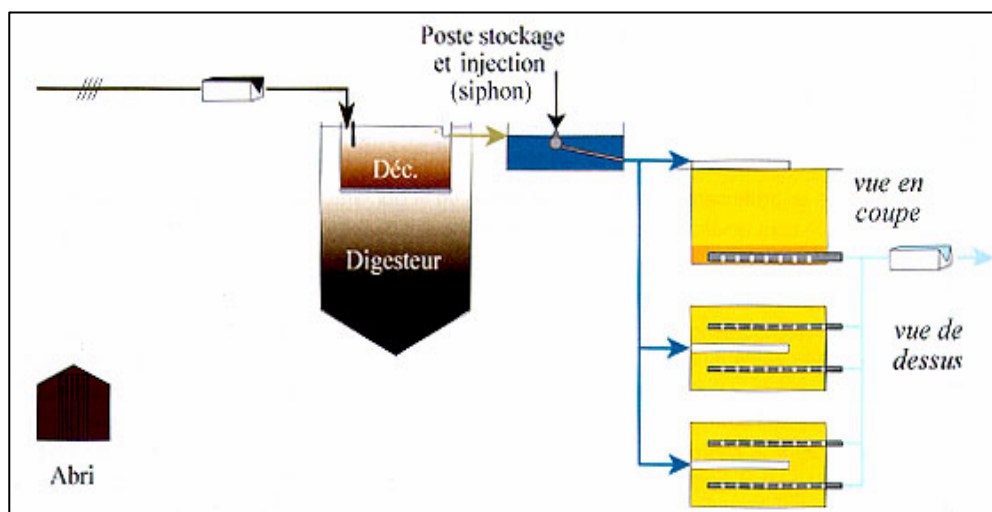 Poste stockage
et injection
(siphon)
Déc.
Digesteur
vue en
coupe
vue de
dessus
Abri